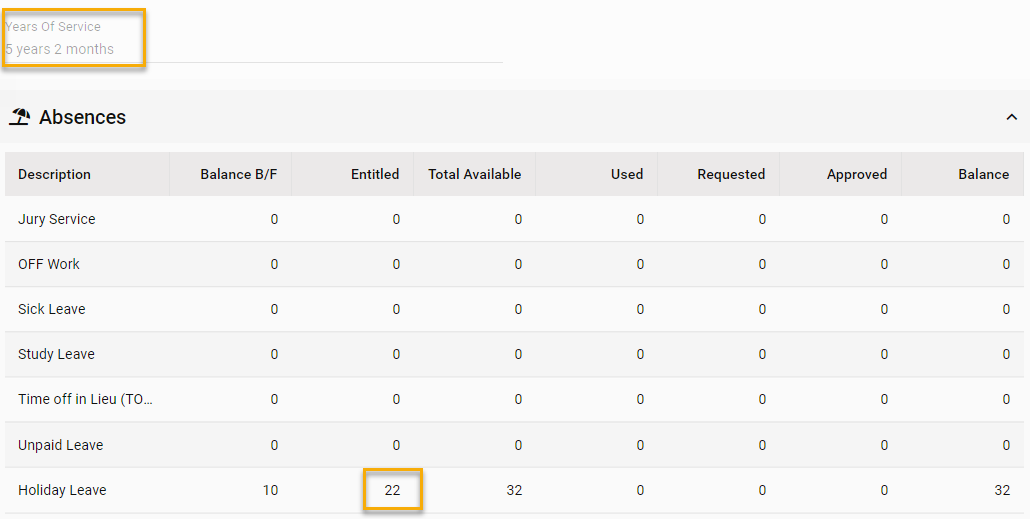 Years Of Service
5 years 2 months
Absences
Description Balance B/F Entitled Total Available Used Requested Approved Balance
Jury Service 0 0 0 0 0 0 0
OFF Work 0 0 0 0 0 0 0
Sick Leave 0 0 0 0 0 0 0
Study Leave 0 0 0 0 0 0 0
Time off in Lieu (TO... 0 0 0 0 0 0 0
Unpaid Leave 0 0 0 0 0 0 0
Holiday Leave 10 22 32 0 0 0 32